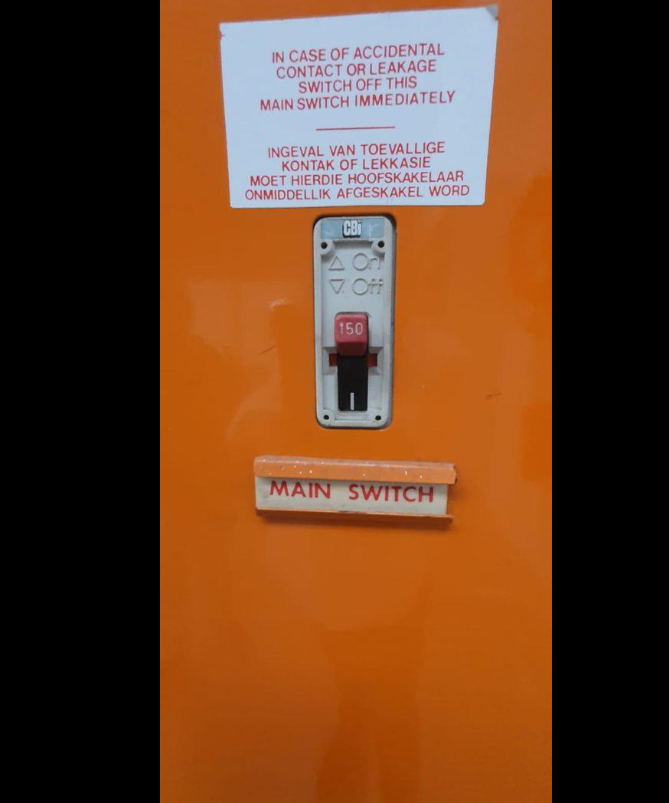 IN CASE OF ACCIDENTAL
CONTACT OR LEAKAGE
SWITCH OFF THIS
MAIN SWITCH IMMEDIATELY
INGEVAL VAN TOEVALLIGE
KONTAK OF LEKKASIE
MOET HIERDIE HOOFSKAKELAAR
ONMIDDELLIK AFGESKAKEL WORD
CBi
△ On
▽ Off
150
MAIN SWITCH